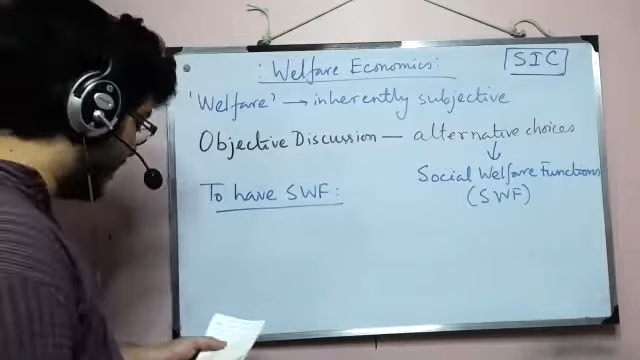 : Welfare Economics:
SIC
'Welfare' → inherently subjective
Objective Discussion — alternative choices
↓
Social Welfare Functions
(SWF)
To have SWF: